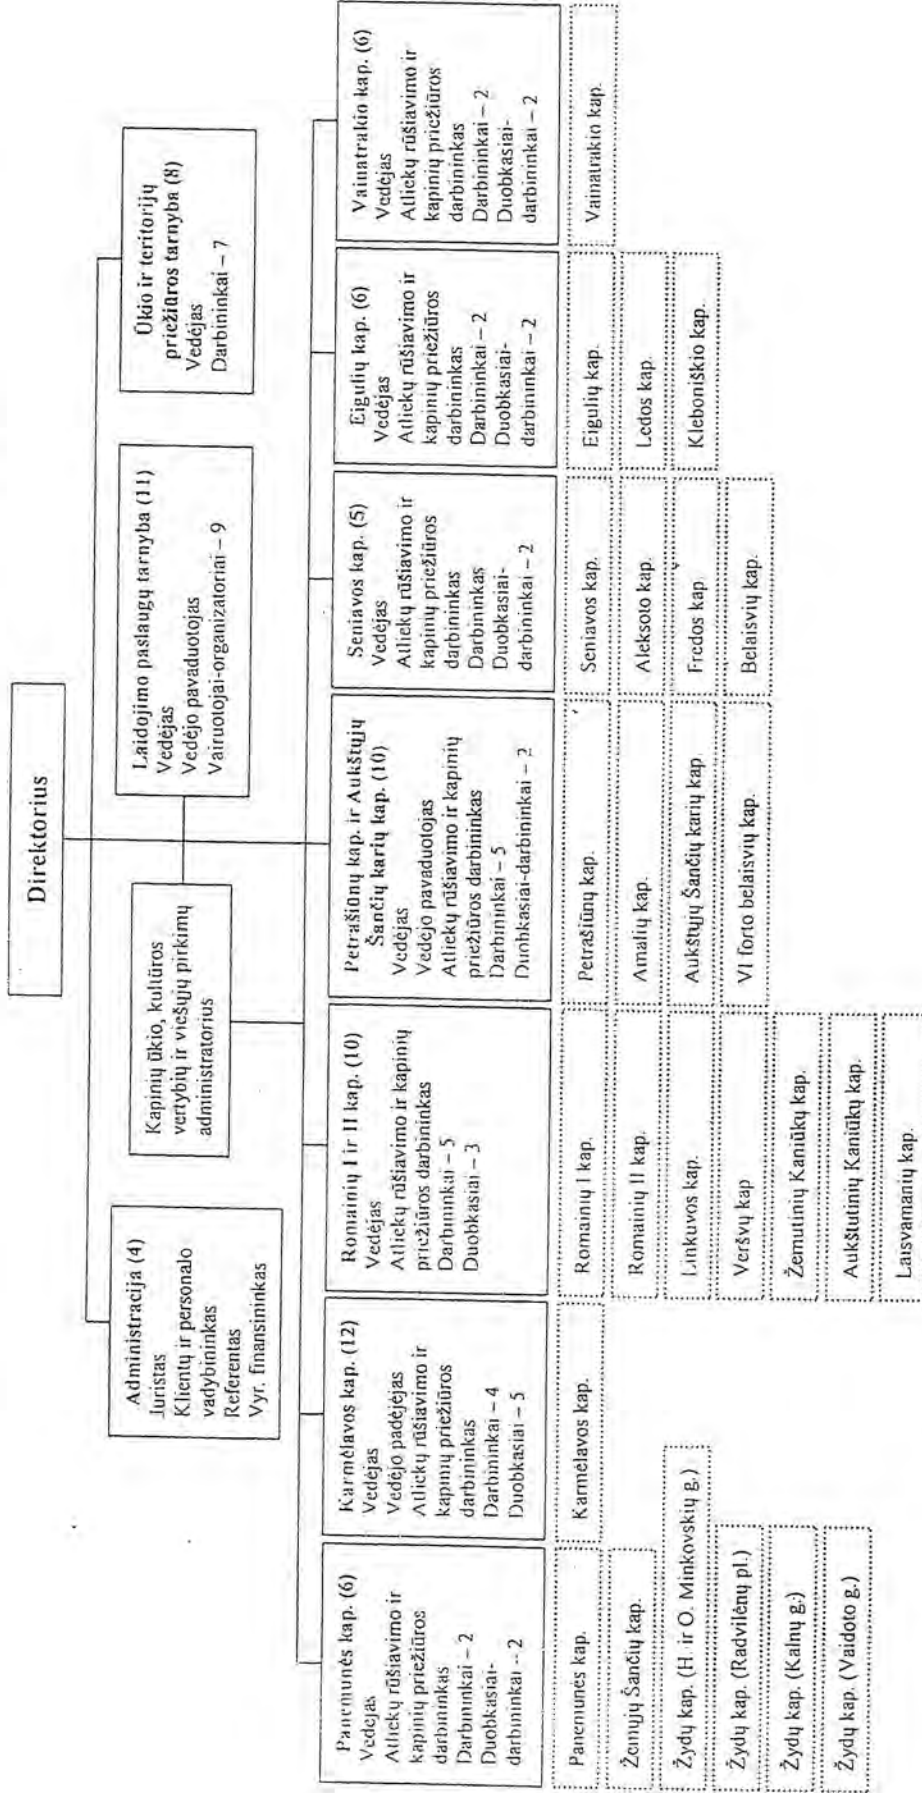 Direktorius
Administracija (4)
Juristas
Klientų ir personalo
vadybininkas
Referentas
Vyr. finansininkas
Kapinių ūkio, kulūros
vertybių ir viešųjų pirkimų
administratorius
Laidojimo paslaugų tarnyba (11)
Vedėjas
Vedėjo pavaduotojas
Vairuotojai-organizatoriai – 9
Ūkio ir teritorijų
priežiūros tarnyba (8)
Vedėjas
Darbininkai – 7
Panemunės kap. (6)
Vedėjas
Atliekų rūšiavimo ir
kapinių priežiūros
darbininkas
Darbininkai – 2
Duobkasiai-
darbininkai – 2
Karmėlavos kap. (12)
Vedėjas
Vedėjo padėjėjas
Atliekų rūšiavimo ir
kapinių priežiūros
darbininkas
Darbininkai – 4
Duobkasiai – 5
Romainių I ir II kap. (10)
Vedėjas
Atliekų rūšiavimo ir kapinių
priežiūros darbininkas
Darbininkai – 5
Duobkasiai – 3
Petrašiūnų kap. ir Aukštųjų
Šančių karių kap. (10)
Vedėjas
Vedėjo pavaduotojas
Atliekų rūšiavimo ir kapinių
priežiūros darbininkas
Darbininkai – 5
Duobkasiai-darbininkai – 2
Seniavos kap. (5)
Vedėjas
Atliekų rūšiavimo ir
kapinių priežiūros
darbininkas
Darbininkas
Duobkasiai-
darbininkai – 2
Eigulių kap. (6)
Vedėjas
Atliekų rūšiavimo ir
kapinių priežiūros
darbininkas
Darbininkai – 2
Duobkasiai-
darbininkai – 2
Vainatrakio kap. (6)
Vedėjas
Atliekų rūšiavimo ir
kapinių priežiūros
darbininkas
Darbininkai – 2
Duobkasiai-
darbininkai – 2
Panemunės kap.
Žemųjų Šančių kap.
Žydų kap. (H. ir O. Minkovskių g.)
Žydų kap. (Radvilėnų pl.)
Žydų kap. (Kalnų g.)
Žydų kap. (Vaidoto g.)
Karmėlavos kap.
Romainių I kap.
Romainių II kap.
Linkuvos kap.
Veršvų kap
Žemutinių Kaniūkų kap.
Aukštutinių Kaniūkų kap.
Laisvamanių kap.
Petrašiūnų kap.
Amalių kap.
Aukštųjų Šančių karių kap.
VI forto belaisvių kap.
Seniavos kap.
Aleksoto kap.
Fredos kap
Belaisvių kap.
Eigulių kap.
Ledos kap.
Kleboniškio kap.
Vainatrakio kap.